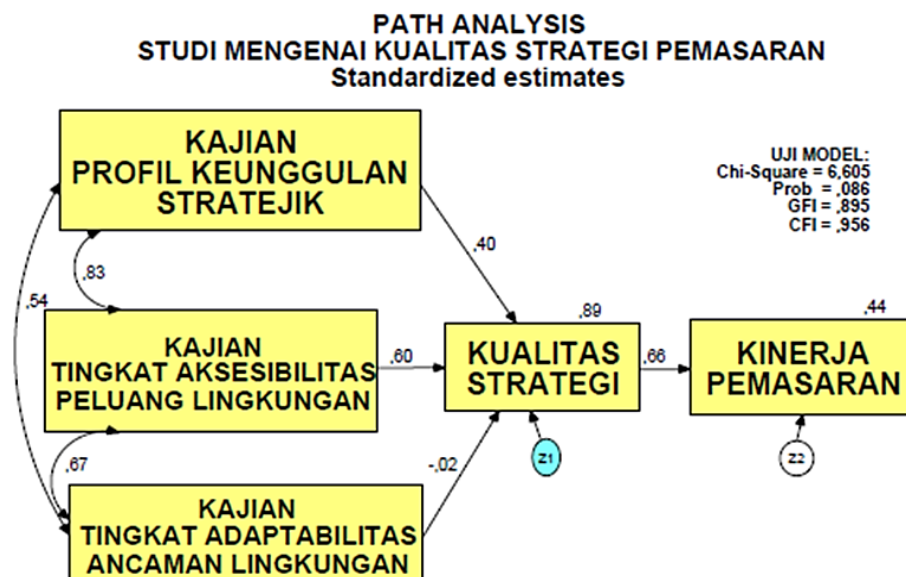 PATH ANALYSIS
STUDI MENGENAI KUALITAS STRATEGI PEMASARAN
Standardized estimates
KAJIAN
PROFIL KEUNGGULAN
STRATEJIK
UJI MODEL:
Chi-Square = 6,605
Prob = ,086
GFI = ,895
CFI = ,956
,40
,83
,54
,89
,44
KAJIAN
TINGKAT AKSESIBILITAS
PELUANG LINGKUNGAN
,60
KUALITAS
STRATEGI
,66
KINERJA
PEMASARAN
,67
-,02
Z1
Z2
KAJIAN
TINGKAT ADAPTABILITAS
ANCAMAN LINGKUNGAN